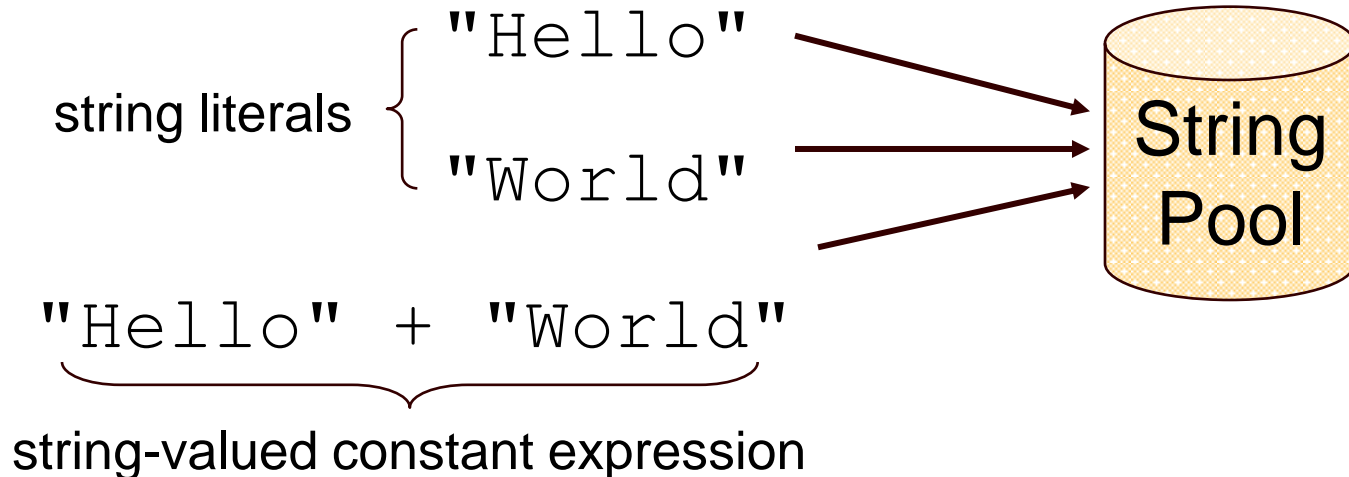 "Hello"
string literals
"World"
String
Pool
"Hello" + "World"
string-valued constant expression